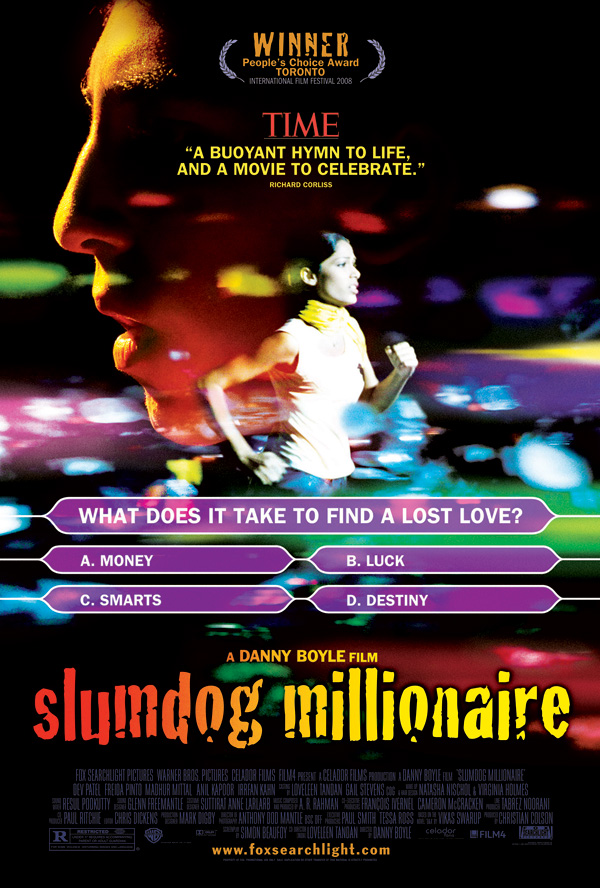 WINNER
People's Choice Award
TORONTO
INTERNATIONAL FILM FESTIVAL 2008
TIME
“A BUOYANT HYMN TO LIFE,
AND A MOVIE TO CELEBRATE.”
RICHARD CORLISS
WHAT DOES IT TAKE TO FIND A LOST LOVE?
A. MONEY
B. LUCK
C. SMARTS
D. DESTINY
A DANNY BOYLE FILM
slumdog millionaire
FOX SEARCHLIGHT PICTURES WARNER BROS. PICTURES CELADOR FILMS FILM4 PRESENT A CELADOR FILMS PRODUCTION A DANNY BOYLE FILM "SLUMDOG MILLIONAIRE"
DEV PATEL FREIDA PINTO MADHUR MITTAL ANIL KAPOOR IRRFAN KHAN LOVELEEN TANDAN GAIL STEVENS NATASHA NISCHOL & VIRGINIA HOLMES
RESUL POOKUTTY GLENN FREEMANTLE SUTTIRAT ANNE LARLARB A. R. RAHMAN FRANÇOIS IVERNEL CAMERON McCRACKEN TABREZ NOORANI
PAUL RITCHIE CHRIS DICKENS MARK DIGBY ANTHONY DOD MANTLE BSC DFF PAUL SMITH TESSA ROSS VIKAS SWARUP CHRISTIAN COLSON
SIMON BEAUFOY LOVELEEN TANDAN DANNY BOYLE
R RESTRICTED
celador
FILM4
www.foxsearchlight.com